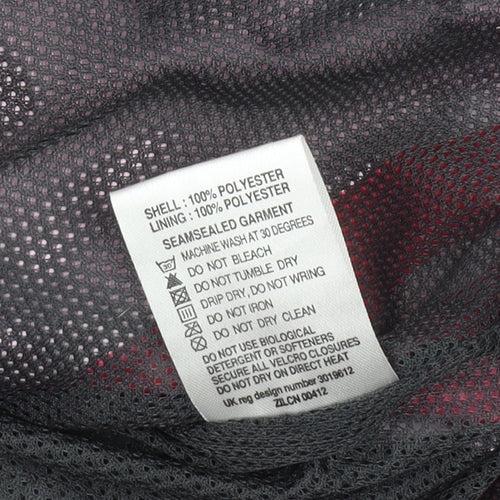 SHELL : 100% POLYESTER
LINING : 100% POLYESTER
SEAMSEALED GARMENT
MACHINE WASH AT 30 DEGREES
DO NOT BLEACH
DO NOT TUMBLE DRY
DRIP DRY, DO NOT WRING
DO NOT IRON
DO NOT DRY CLEAN
DO NOT USE BIOLOGICAL
DETERGENT OR SOFTENERS
SECURE ALL VELCRO CLOSURES
DO NOT DRY ON DIRECT HEAT
UK reg design number 3019612
ZILCN 00412